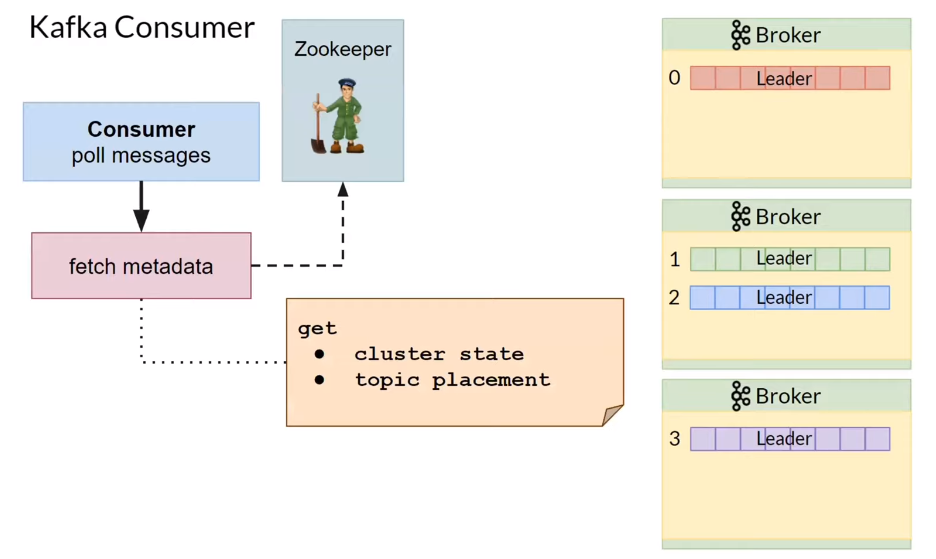 Kafka Consumer
Zookeeper
Consumer
poll messages
fetch metadata
get
● cluster state
● topic placement
Broker
0 Leader
Broker
1 Leader
2 Leader
Broker
3 Leader